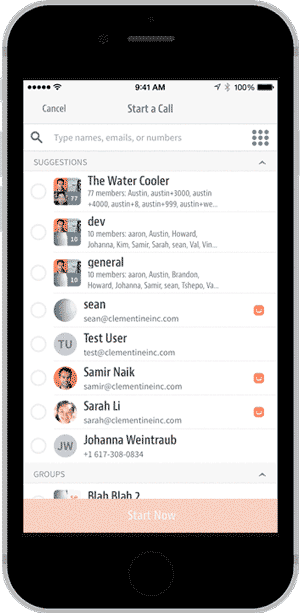 9:41 AM 100%
Cancel Start a Call
Type names, emails, or numbers
SUGGESTIONS
The Water Cooler
77 members: Austin, austin+3000, austin
77
+4000, austin+8, austin+999, austin+we...
dev
10 members: aaron, Austin, Howard,
10
Johanna, Kim, Samir, Sarah, sean, Val, Vin...
general
10 members: aaron, Austin, Brandon,
10
Howard, Johanna, Samir, sean, Tshepo, Va...
sean
sean@clementineinc.com
TU
Test User
test@clementineinc.com
Samir Naik
samir@clementineinc.com
Sarah Li
sarah@clementineinc.com
JW
Johanna Weintraub
+1 617-308-0834
GROUPS
Blah Blah 2
Start Now